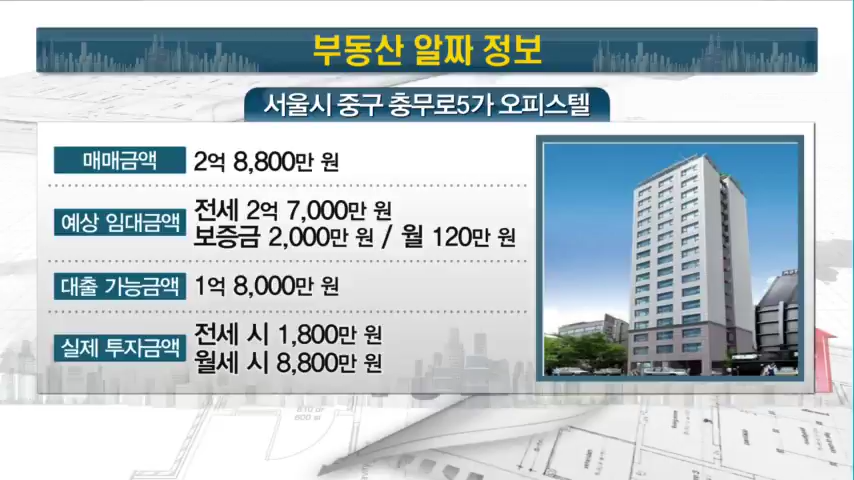 부동산 알짜 정보
서울시 중구 충무로5가 오피스텔
매매금액 2억 8,800만 원
예상 임대금액 전세 2억 7,000만 원
보증금 2,000만 원 / 월 120만 원
대출 가능금액 1억 8,000만 원
실제 투자금액 전세 시 1,800만 원
월세 시 8,800만 원